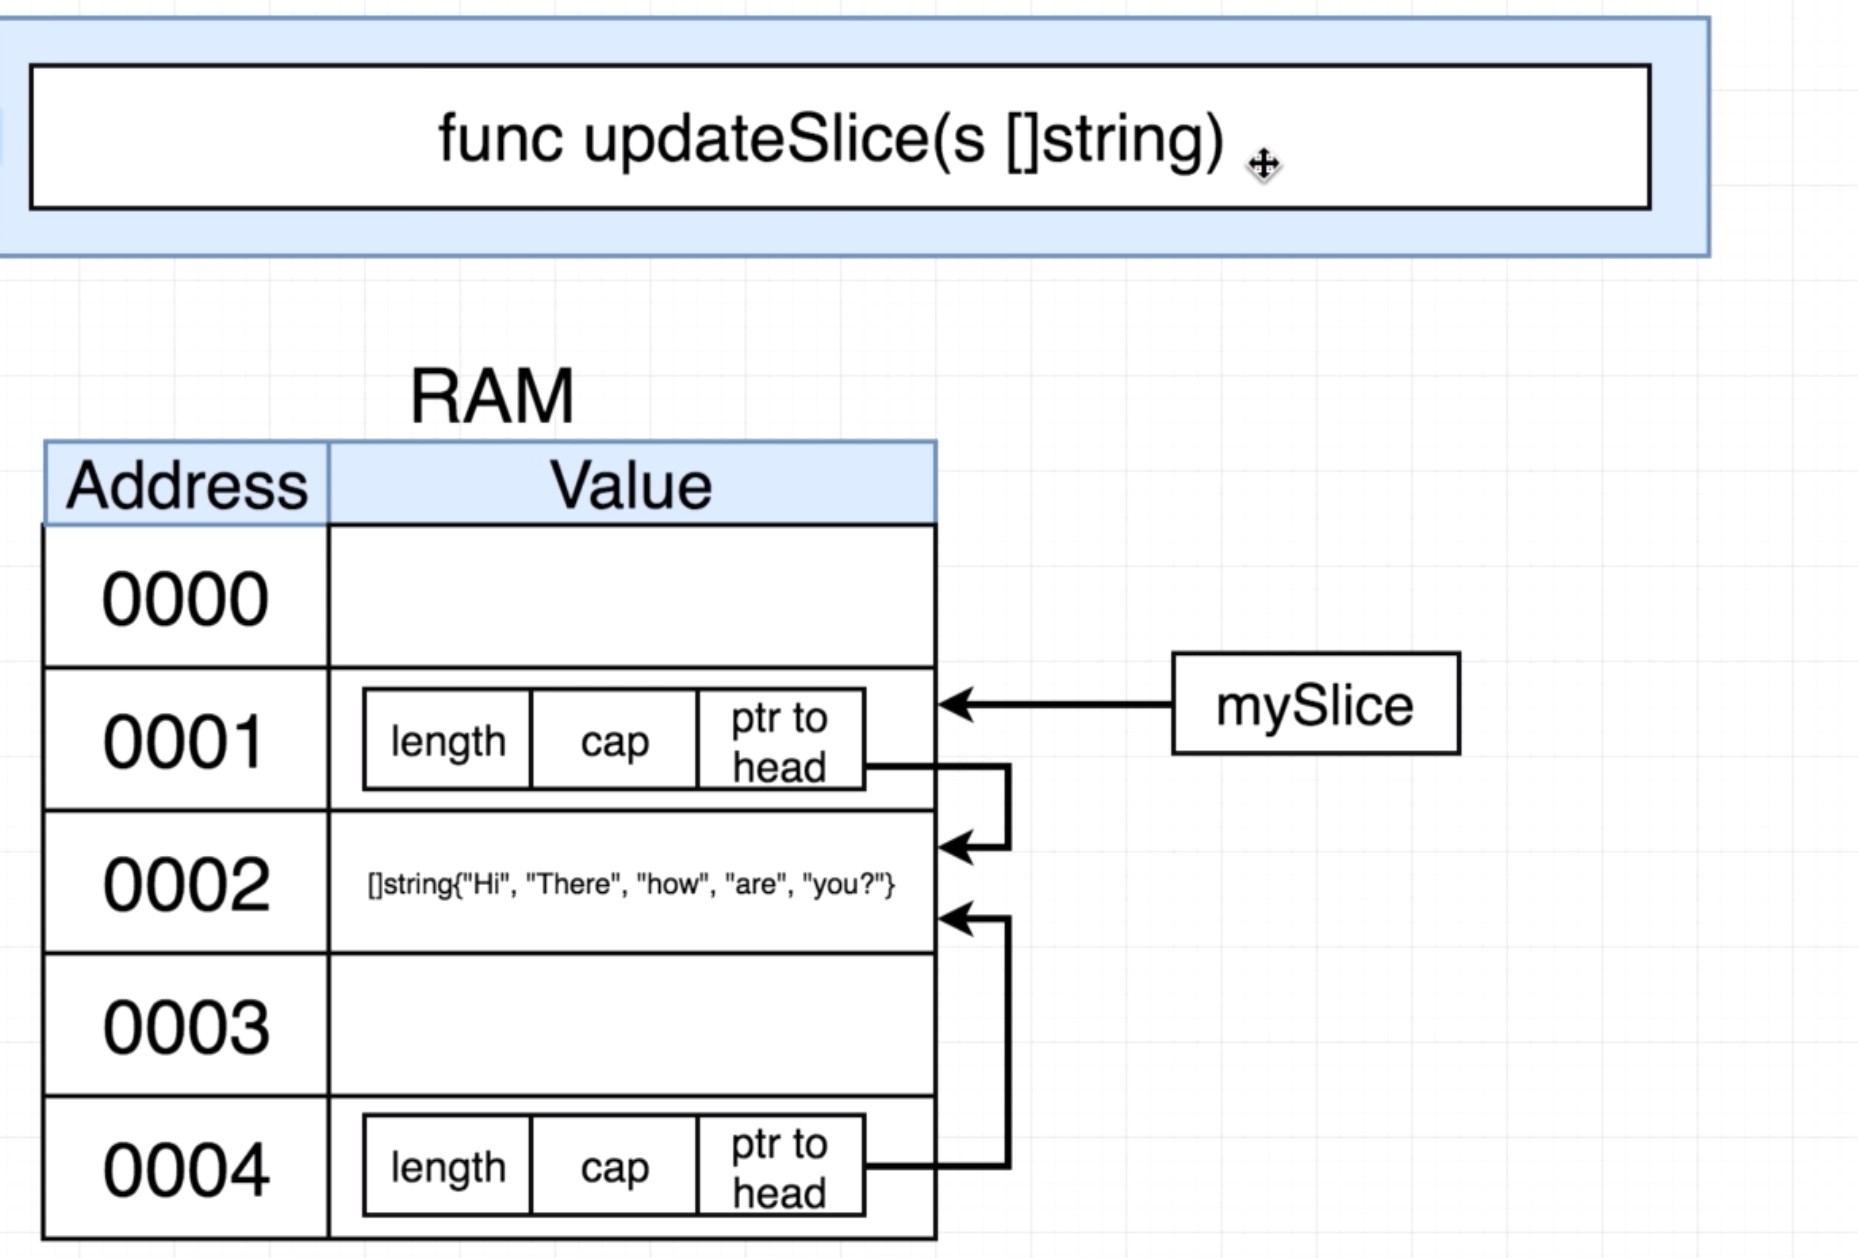 func updateSlice(s []string)
RAM
Address Value
0000
0001 length cap ptr to head
mySlice
0002 []string{"Hi", "There", "how", "are", "you?"}
0003
0004 length cap ptr to head